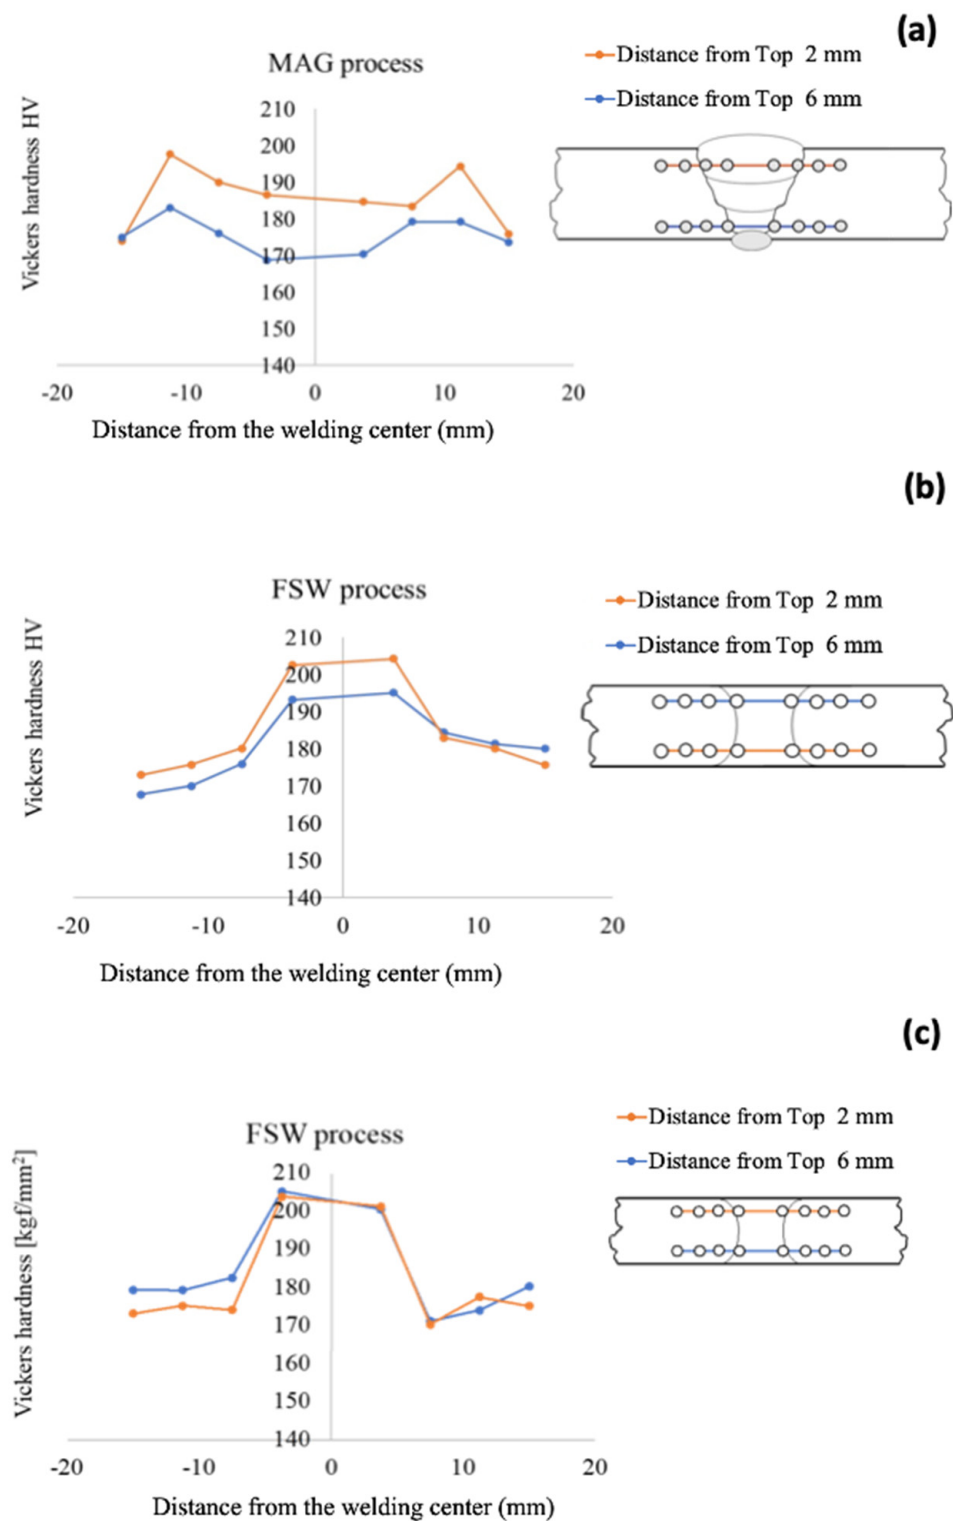 (a)
MAG process
Distance from Top 2 mm
Distance from Top 6 mm
Vickers hardness HV
210
200
190
180
170
160
150
140
-20 -10 0 10 20
Distance from the welding center (mm)
(b)
FSW process
Distance from Top 2 mm
Distance from Top 6 mm
Vickers hardness HV
210
200
190
180
170
160
150
140
-20 -10 0 10 20
Distance from the welding center (mm)
(c)
FSW process
Distance from Top 2 mm
Distance from Top 6 mm
Vickers hardness [kgf/mm²]
210
200
190
180
170
160
150
140
-20 -10 0 10 20
Distance from the welding center (mm)